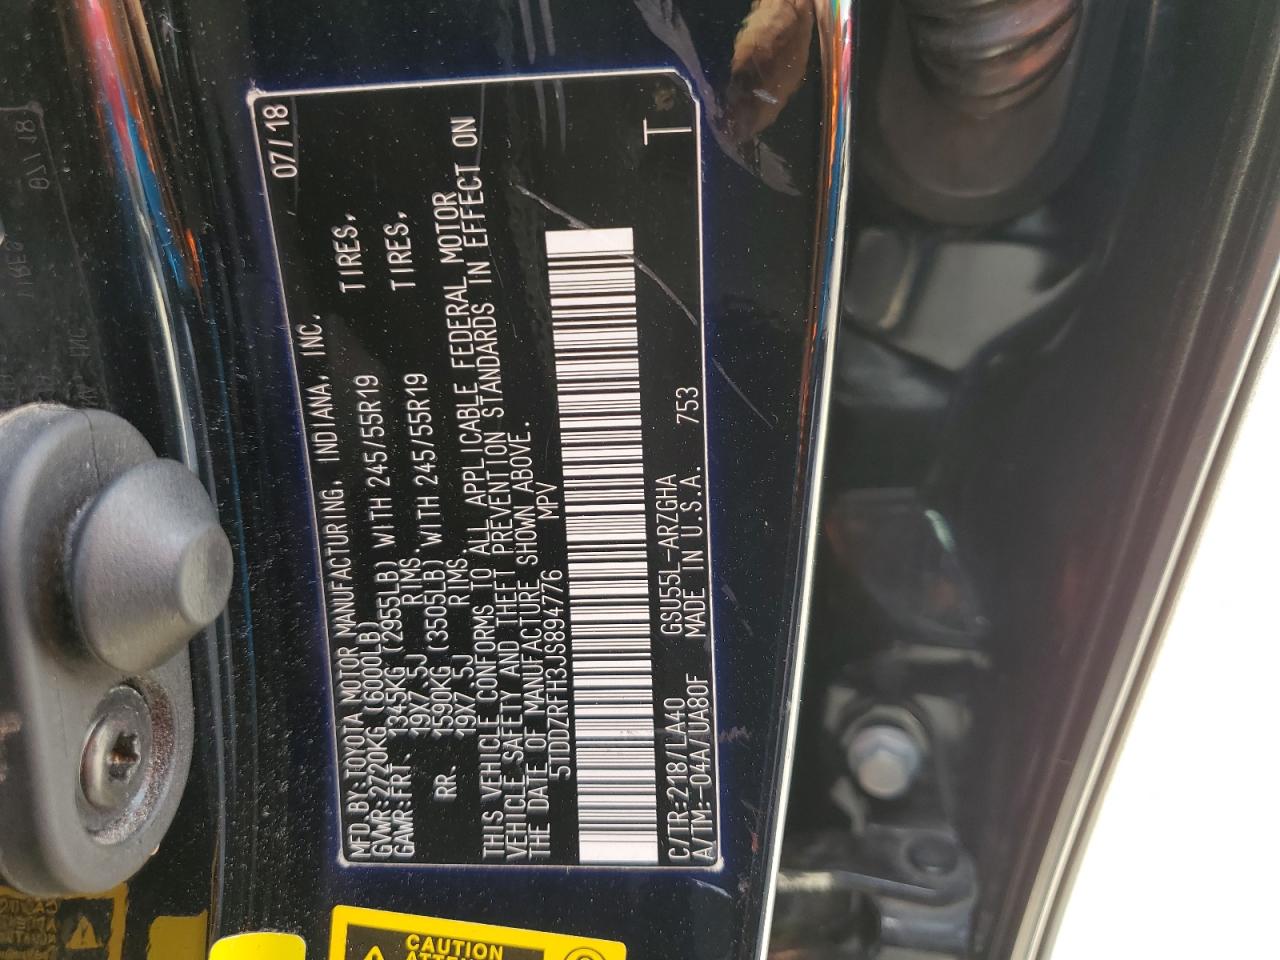 MFD.BY:TOYOTA MOTOR MANUFACTURING, INDIANA, INC. 07/18
GVWR:2720KG (6000LB)
GAWR:FRT. 1345KG (2955LB) WITH 245/55R19 TIRES,
19X7.5J RIMS.
RR. 1590KG (3505LB) WITH 245/55R19 TIRES,
19X7.5J RIMS.
THIS VEHICLE CONFORMS TO ALL APPLICABLE FEDERAL MOTOR
VEHICLE SAFETY AND THEFT PREVENTION STANDARDS IN EFFECT ON
THE DATE OF MANUFACTURE SHOWN ABOVE.
5TDDZRFH3JS894776 MPV
C/TR:218/LA40 GSU55L-ARZGHA
A/TM:-04A/UA80F MADE IN U.S.A. 753 T
CAUTION